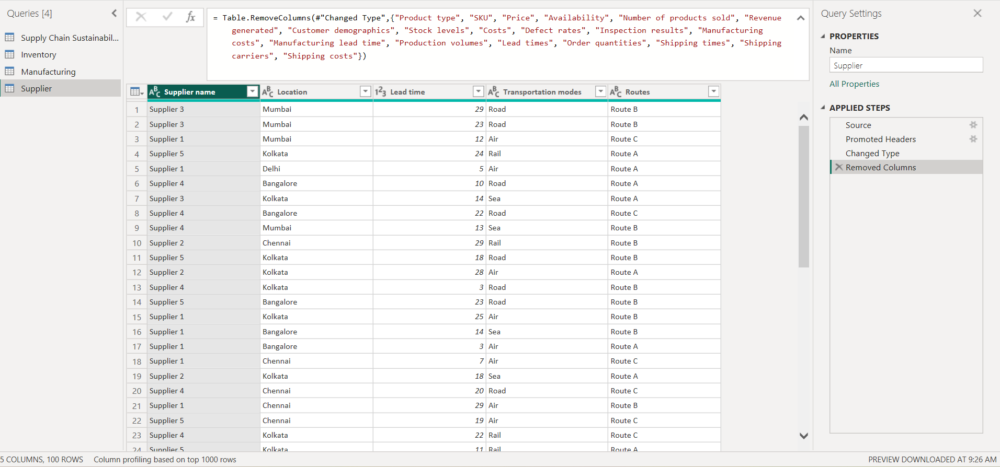 Queries [4]
Supply Chain Sustainabil...
Inventory
Manufacturing
Supplier
fx
= Table.RemoveColumns(#"Changed Type",{"Product type", "SKU", "Price", "Availability", "Number of products sold", "Revenue
generated", "Customer demographics", "Stock levels", "Costs", "Defect rates", "Inspection results", "Manufacturing
costs", "Manufacturing lead time", "Production volumes", "Lead times", "Order quantities", "Shipping times", "Shipping
carriers", "Shipping costs"})
ABC Supplier name ABC Location 123 Lead time ABC Transportation modes ABC Routes
1 Supplier 3 Mumbai 29 Road Route B
2 Supplier 3 Mumbai 23 Road Route B
3 Supplier 1 Mumbai 12 Air Route C
4 Supplier 5 Kolkata 24 Rail Route A
5 Supplier 1 Delhi 5 Air Route A
6 Supplier 4 Bangalore 10 Road Route A
7 Supplier 3 Kolkata 14 Sea Route A
8 Supplier 4 Bangalore 22 Road Route C
9 Supplier 4 Mumbai 13 Sea Route B
10 Supplier 2 Chennai 29 Rail Route B
11 Supplier 5 Kolkata 18 Road Route B
12 Supplier 2 Kolkata 28 Air Route A
13 Supplier 4 Kolkata 3 Road Route B
14 Supplier 5 Bangalore 23 Road Route B
15 Supplier 1 Kolkata 25 Air Route B
16 Supplier 1 Bangalore 14 Sea Route B
17 Supplier 1 Bangalore 3 Air Route A
18 Supplier 1 Chennai 7 Air Route C
19 Supplier 2 Kolkata 18 Sea Route A
20 Supplier 4 Chennai 20 Road Route C
21 Supplier 1 Chennai 29 Air Route B
22 Supplier 5 Chennai 19 Air Route C
23 Supplier 4 Kolkata 22 Rail Route C
24 Supplier 5 Kolkata 11 Rail Route A
Query Settings
PROPERTIES
Name
Supplier
All Properties
APPLIED STEPS
Source
Promoted Headers
Changed Type
Removed Columns
5 COLUMNS, 100 ROWS Column profiling based on top 1000 rows
PREVIEW DOWNLOADED AT 9:26 AM